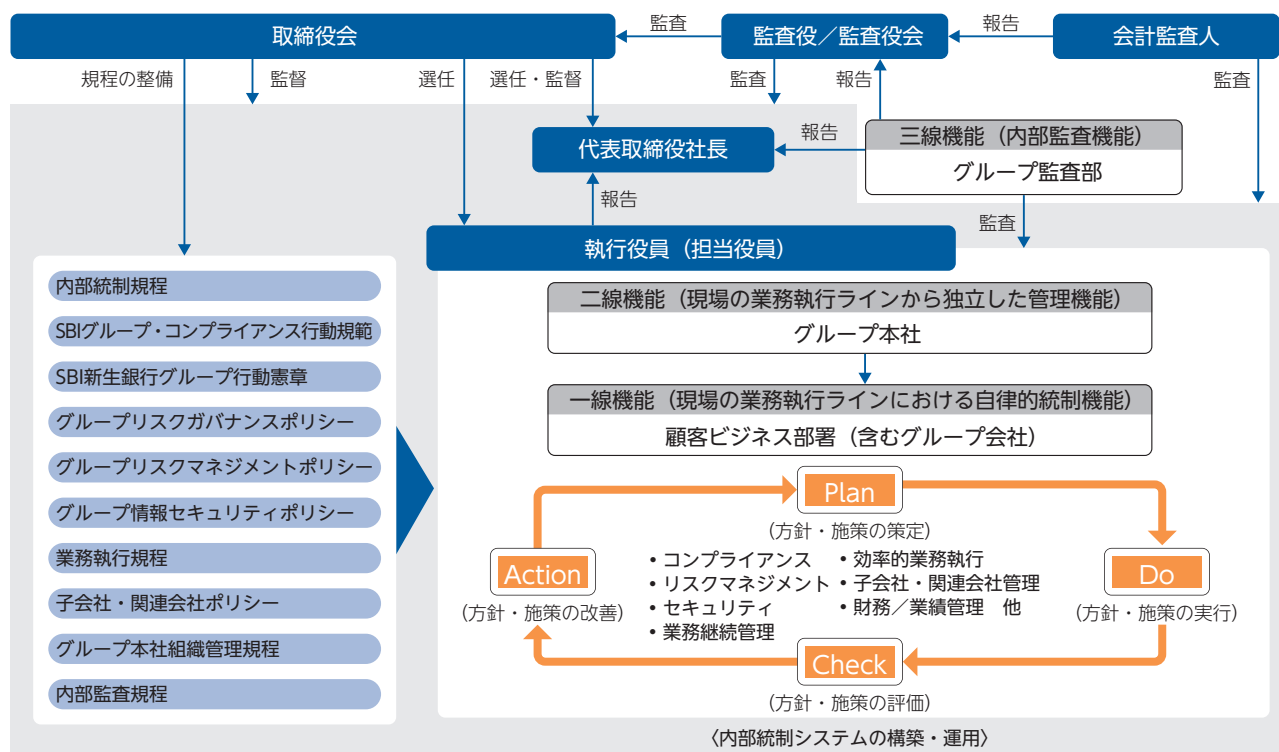 取締役会
監査
監査役／監査役会
報告
会計監査人
規程の整備
監督
選任
選任・監督
監査
報告
監査
代表取締役社長
報告
三線機能（内部監査機能）
グループ監査部
報告
監査
執行役員（担当役員）
内部統制規程
SBIグループ・コンプライアンス行動規範
SBI新生銀行グループ行動憲章
グループリスクガバナンスポリシー
グループリスクマネジメントポリシー
グループ情報セキュリティポリシー
業務執行規程
子会社・関連会社ポリシー
グループ本社組織管理規程
内部監査規程
二線機能（現場の業務執行ラインから独立した管理機能）
グループ本社
一線機能（現場の業務執行ラインにおける自律的統制機能）
顧客ビジネス部署（含むグループ会社）
Plan
(方針・施策の策定)
Action
(方針・施策の改善)
・コンプライアンス
・リスクマネジメント
・セキュリティ
・業務継続管理
・効率的業務執行
・子会社・関連会社管理
・財務／業績管理　他
Do
(方針・施策の実行)
Check
(方針・施策の評価)
〈内部統制システムの構築・運用〉